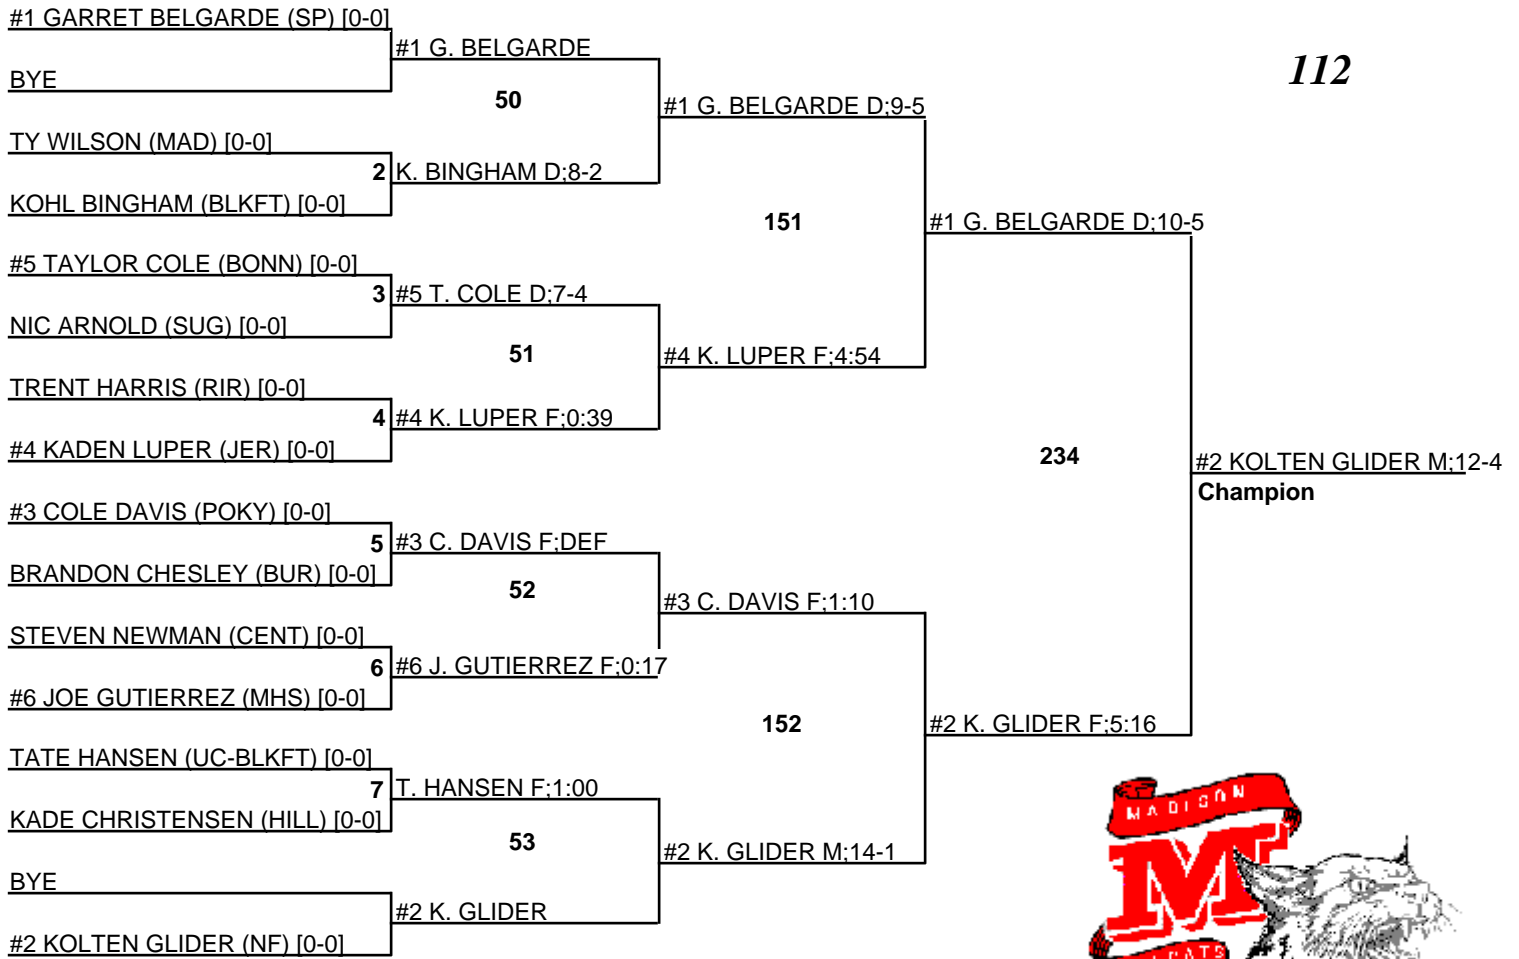 #1 GARRET BELGARDE (SP) [0-0]
#1 G. BELGARDE
112
BYE
50
#1 G. BELGARDE D;9-5
TY WILSON (MAD) [0-0]
2 K. BINGHAM D;8-2
KOHL BINGHAM (BLKFT) [0-0]
151
#1 G. BELGARDE D;10-5
#5 TAYLOR COLE (BONN) [0-0]
3 #5 T. COLE D;7-4
NIC ARNOLD (SUG) [0-0]
51
#4 K. LUPER F;4:54
TRENT HARRIS (RIR) [0-0]
4 #4 K. LUPER F;0:39
#4 KADEN LUPER (JER) [0-0]
234
#2 KOLTEN GLIDER M;12-4
Champion
#3 COLE DAVIS (POKY) [0-0]
5 #3 C. DAVIS F;DEF
BRANDON CHESLEY (BUR) [0-0]
52
#3 C. DAVIS F;1:10
STEVEN NEWMAN (CENT) [0-0]
6 #6 J. GUTIERREZ F;0:17
#6 JOE GUTIERREZ (MHS) [0-0]
152
#2 K. GLIDER F;5:16
TATE HANSEN (UC-BLKFT) [0-0]
7 T. HANSEN F;1:00
KADE CHRISTENSEN (HILL) [0-0]
53
#2 K. GLIDER M;14-1
BYE
#2 K. GLIDER
#2 KOLTEN GLIDER (NF) [0-0]
MADISON
M